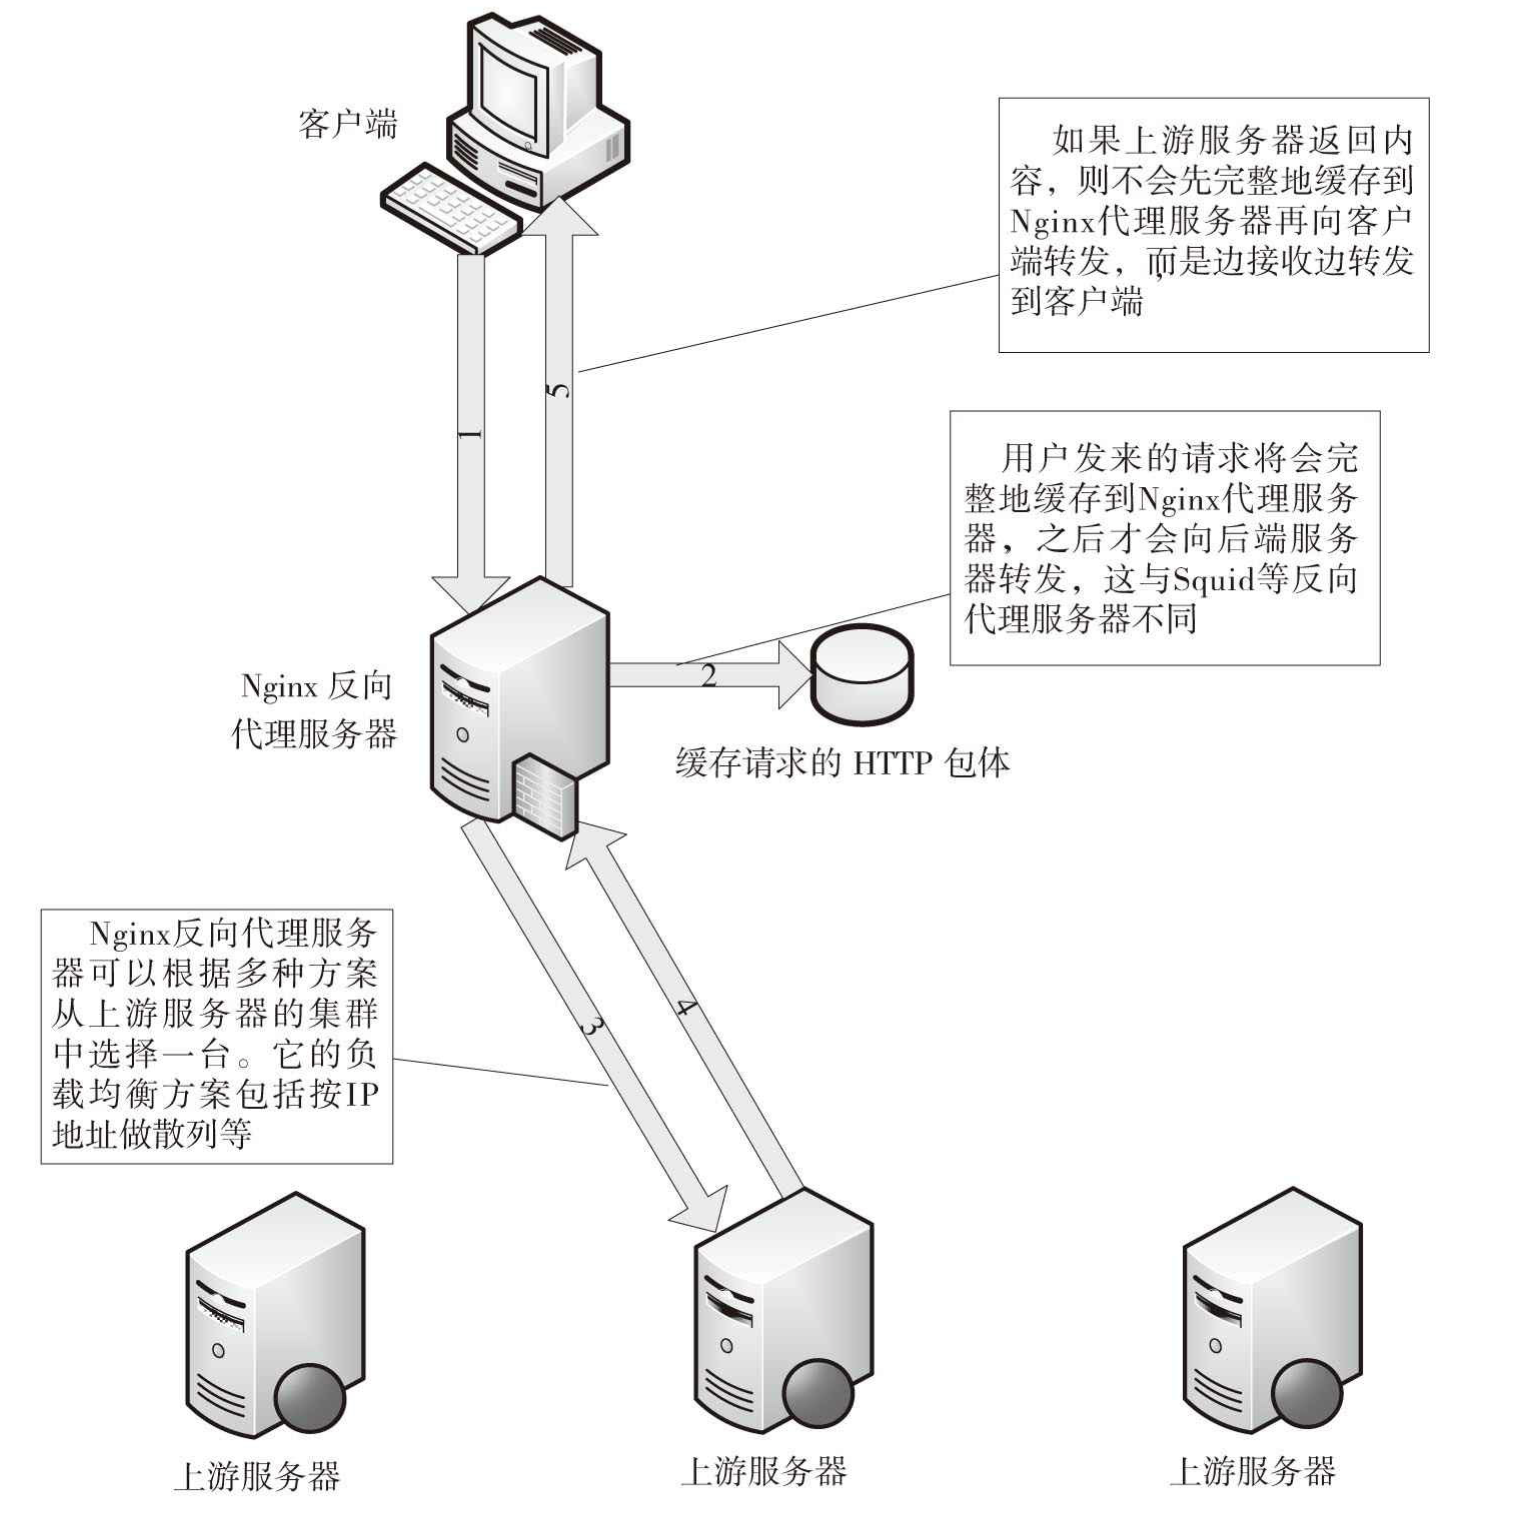 客户端
如果上游服务器返回内
容，则不会先完整地缓存到
Nginx代理服务器再向客户
端转发，而是边接收边转发
到客户端，
5
1
用户发来的请求将会完
整地缓存到Nginx代理服务
器，之后才会向后端服务
器转发，这与Squid等反向
代理服务器不同
Nginx 反向
代理服务器
2
缓存请求的 HTTP 包体
Nginx反向代理服务
器可以根据多种方案
从上游服务器的集群
中选择一台。它的负
载均衡方案包括按IP
地址做散列等
3
4
上游服务器
上游服务器
上游服务器